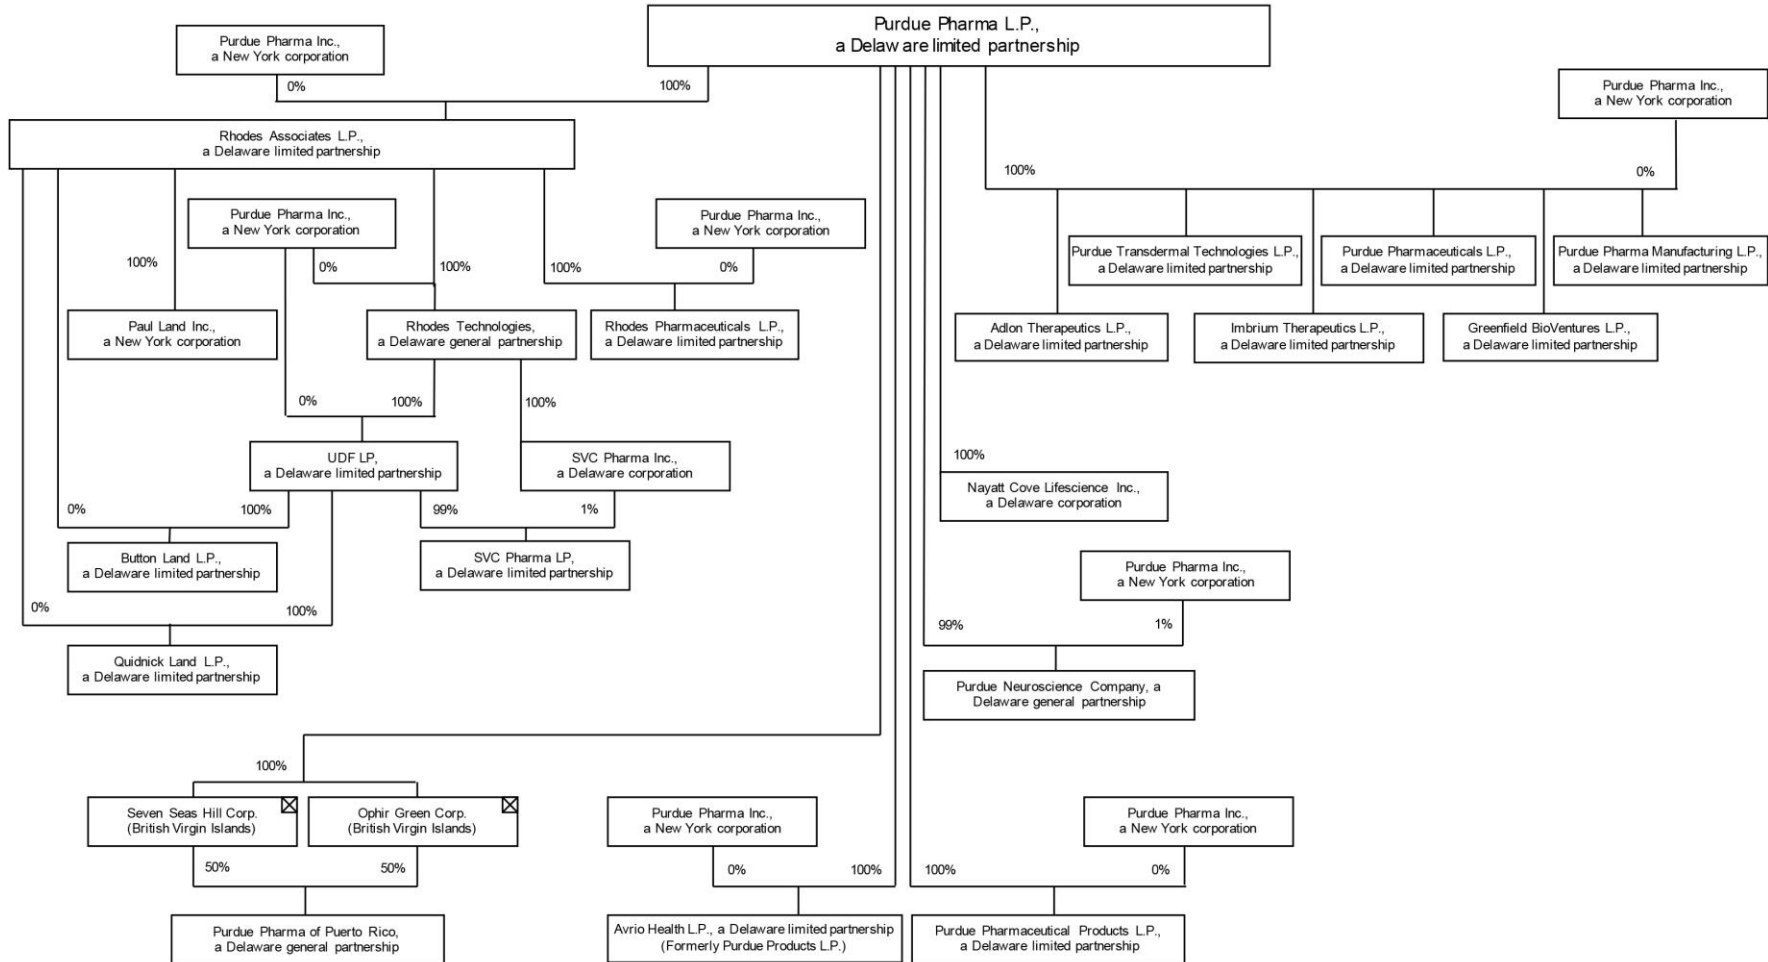 Purdue Pharma L.P.,
a Delaware limited partnership
Purdue Pharma Inc.,
a New York corporation
0%
100%
Purdue Pharma Inc.,
a New York corporation
Rhodes Associates L.P.,
a Delaware limited partnership
100%
0%
Purdue Pharma Inc.,
a New York corporation
Purdue Pharma Inc.,
a New York corporation
100%
0%
100%
100%
0%
Purdue Transdermal Technologies L.P.,
a Delaware limited partnership
Purdue Pharmaceuticals L.P.,
a Delaware limited partnership
Purdue Pharma Manufacturing L.P.,
a Delaware limited partnership
Paul Land Inc.,
a New York corporation
Rhodes Technologies,
a Delaware general partnership
Rhodes Pharmaceuticals L.P.,
a Delaware limited partnership
Adlon Therapeutics L.P.,
a Delaware limited partnership
Imbrium Therapeutics L.P.,
a Delaware limited partnership
Greenfield BioVentures L.P.,
a Delaware limited partnership
0%
100%
100%
UDF LP,
a Delaware limited partnership
SVC Pharma Inc.,
a Delaware corporation
100%
Nayatt Cove Lifescience Inc.,
a Delaware corporation
0%
100%
99%
1%
Button Land L.P.,
a Delaware limited partnership
SVC Pharma LP,
a Delaware limited partnership
Purdue Pharma Inc.,
a New York corporation
0%
100%
99%
1%
Quidnick Land L.P.,
a Delaware limited partnership
Purdue Neuroscience Company, a
Delaware general partnership
100%
Seven Seas Hill Corp.
(British Virgin Islands)
Ophir Green Corp.
(British Virgin Islands)
Purdue Pharma Inc.,
a New York corporation
Purdue Pharma Inc.,
a New York corporation
50%
50%
0%
100%
100%
0%
Purdue Pharma of Puerto Rico,
a Delaware general partnership
Avrio Health L.P., a Delaware limited partnership
(Formerly Purdue Products L.P.)
Purdue Pharmaceutical Products L.P.,
a Delaware limited partnership